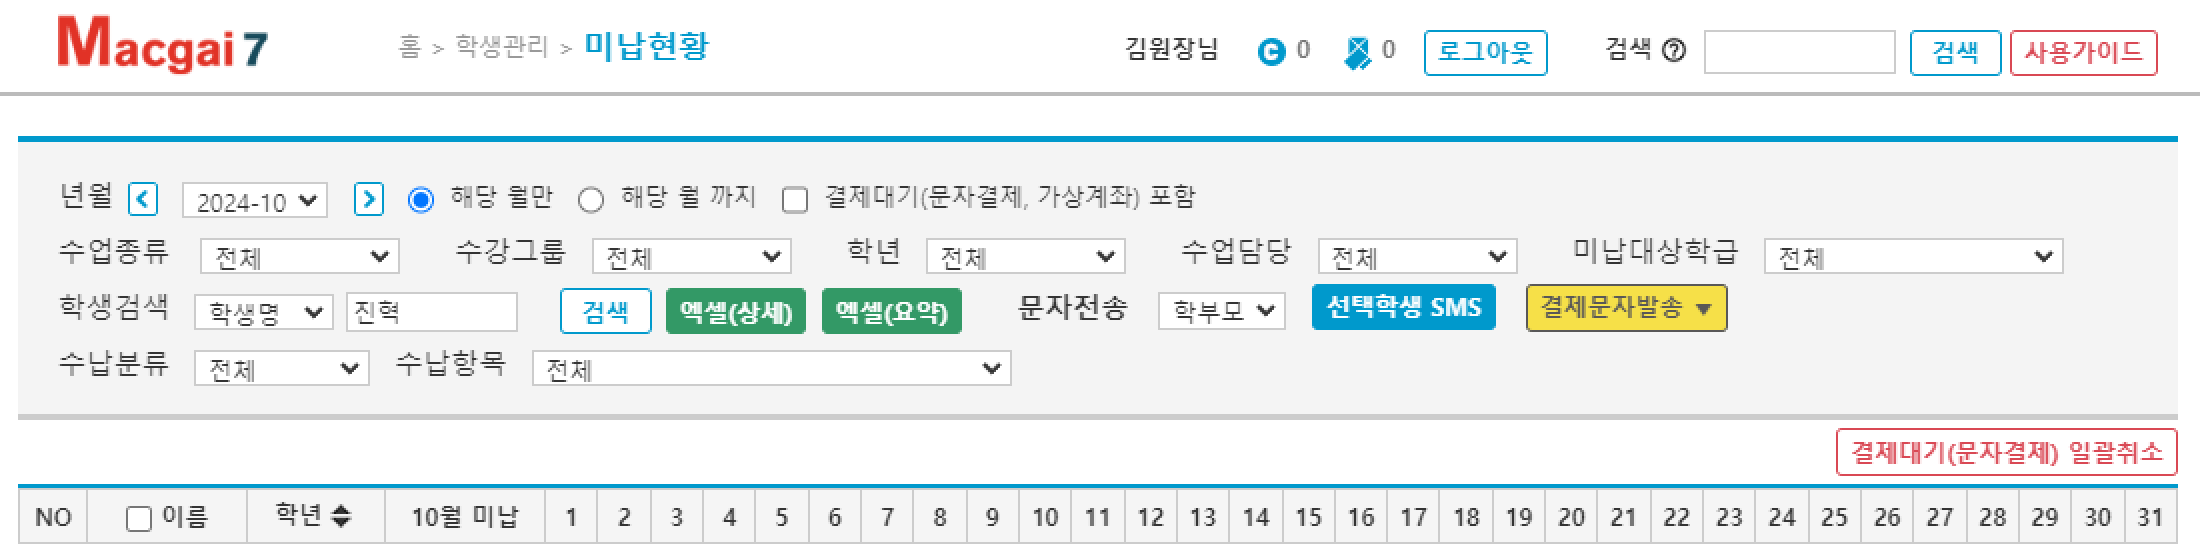 Macgai 7 홈 > 학생관리 > 미납현황 김원장님 0 0 로그아웃 검색 검색 사용가이드
년월 2024-10 해당 월만 해당 월 까지 결제대기(문자결제, 가상계좌) 포함
수업종류 전체 수강그룹 전체 학년 전체 수업담당 전체 미납대상학급 전체
학생검색 학생명 진혁 검색 엑셀(상세) 엑셀(요약) 문자전송 학부모 선택학생 SMS 결제문자발송 ▼
수납분류 전체 수납항목 전체
결제대기(문자결제) 일괄취소
NO 이름 학년 10월 미납 1 2 3 4 5 6 7 8 9 10 11 12 13 14 15 16 17 18 19 20 21 22 23 24 25 26 27 28 29 30 31